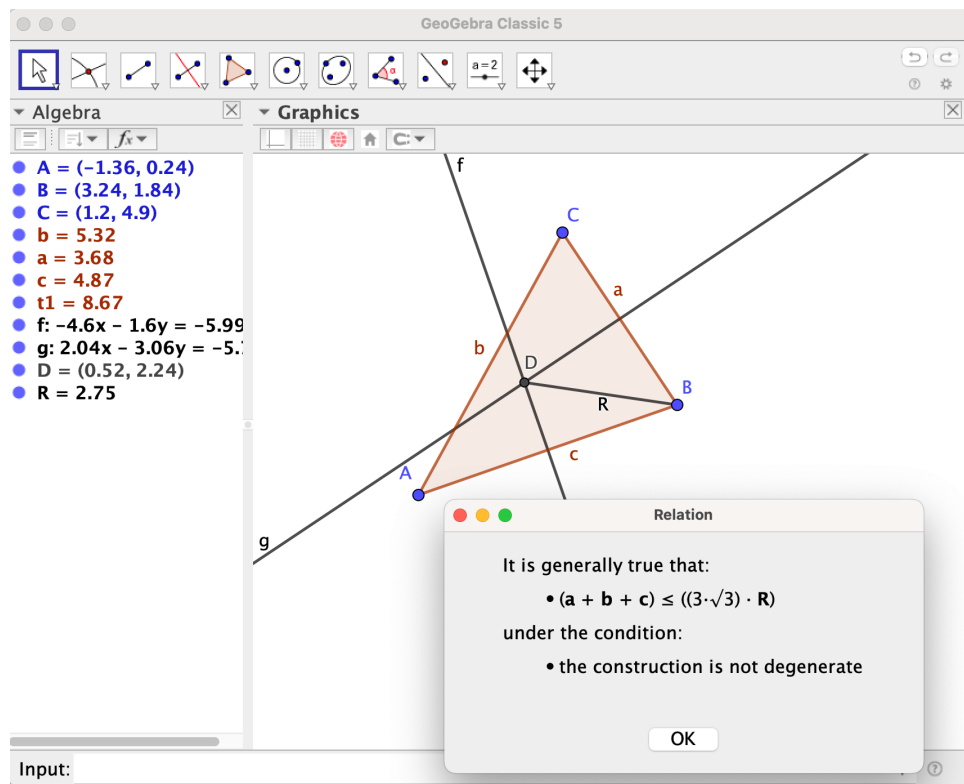 GeoGebra Classic 5
a=2
Algebra
Graphics
fx
A = (−1.36, 0.24)
B = (3.24, 1.84)
C = (1.2, 4.9)
b = 5.32
a = 3.68
c = 4.87
t1 = 8.67
f: −4.6x − 1.6y = −5.99
g: 2.04x − 3.06y = −5.
D = (0.52, 2.24)
R = 2.75
f
C
a
b
D
B
R
c
A
g
Relation
It is generally true that:
• (a + b + c) ≤ ((3·√3) · R)
under the condition:
• the construction is not degenerate
OK
Input: